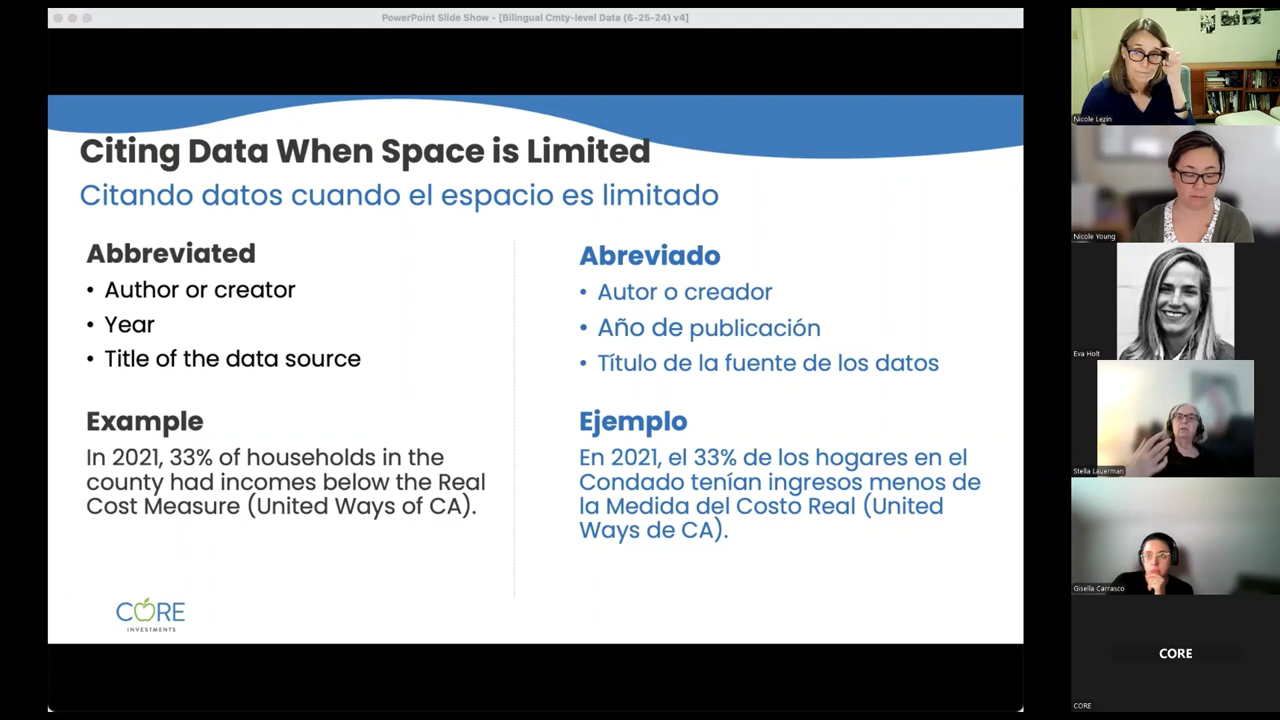 PowerPoint Slide Show - [Bilingual Cmty-level Data (6-25-24) v4]
Citing Data When Space is Limited
Citando datos cuando el espacio es limitado
Abbreviated
• Author or creator
• Year
• Title of the data source
Example
In 2021, 33% of households in the
county had incomes below the Real
Cost Measure (United Ways of CA).
Abreviado
• Autor o creador
• Año de publicación
• Título de la fuente de los datos
Ejemplo
En 2021, el 33% de los hogares en el
Condado tenían ingresos menos de
la Medida del Costo Real (United
Ways de CA).
CORE
INVESTMENTS
Nicole Lezin
Nicole Young
Eva Holt
Stella Lauerman
Gisella Carrasco
CORE
CORE